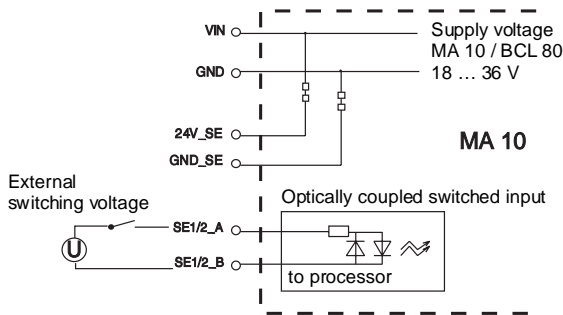 VIN
Supply voltage
MA 10 / BCL 80
GND
18 … 36 V
24V_SE
MA 10
GND_SE
External
switching voltage
Optically coupled switched input
SE1/2_A
U
SE1/2_B
to processor